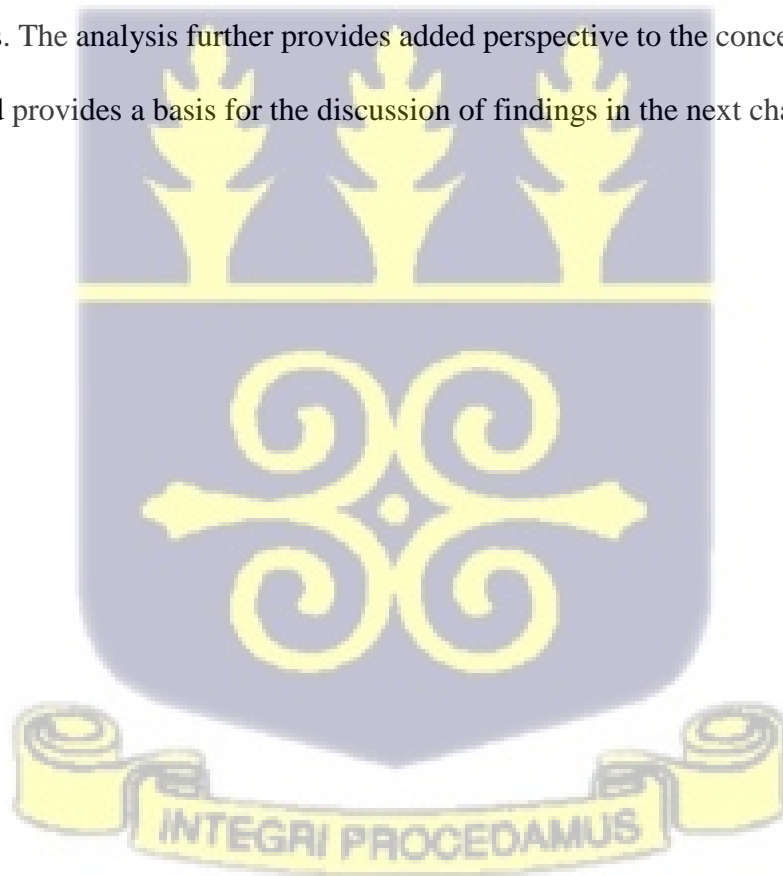 . The analysis further provides added perspective to the conce
provides a basis for the discussion of findings in the next cha
INTEGRI PROCEDAMUS